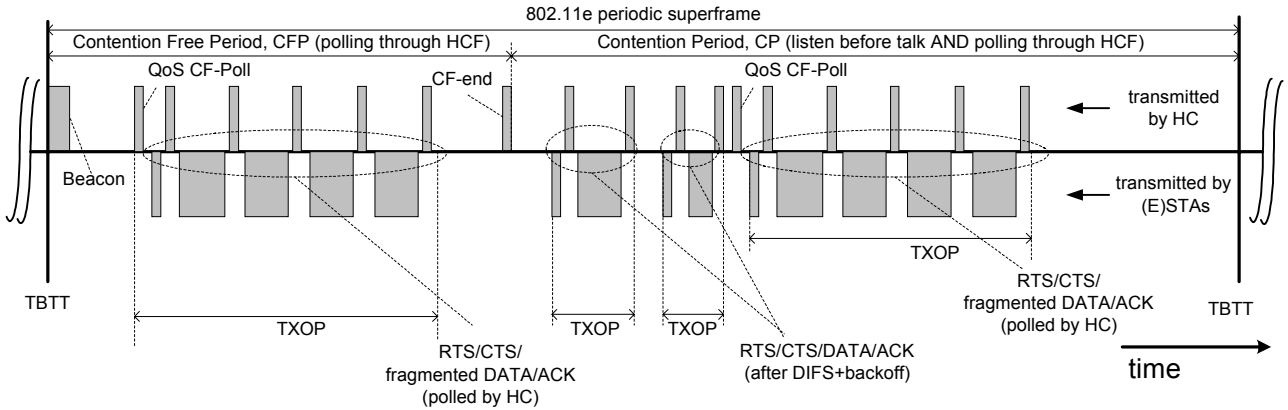 802.11e periodic superframe
Contention Free Period, CFP (polling through HCF)
Contention Period, CP (listen before talk AND polling through HCF)
QoS CF-Poll
CF-end
QoS CF-Poll
transmitted
by HC
Beacon
transmitted by
(E)STAs
TXOP
TBTT
TXOP
TXOP
TXOP
RTS/CTS/
fragmented DATA/ACK
(polled by HC)
TBTT
RTS/CTS/
fragmented DATA/ACK
(polled by HC)
RTS/CTS/DATA/ACK
(after DIFS+backoff)
time